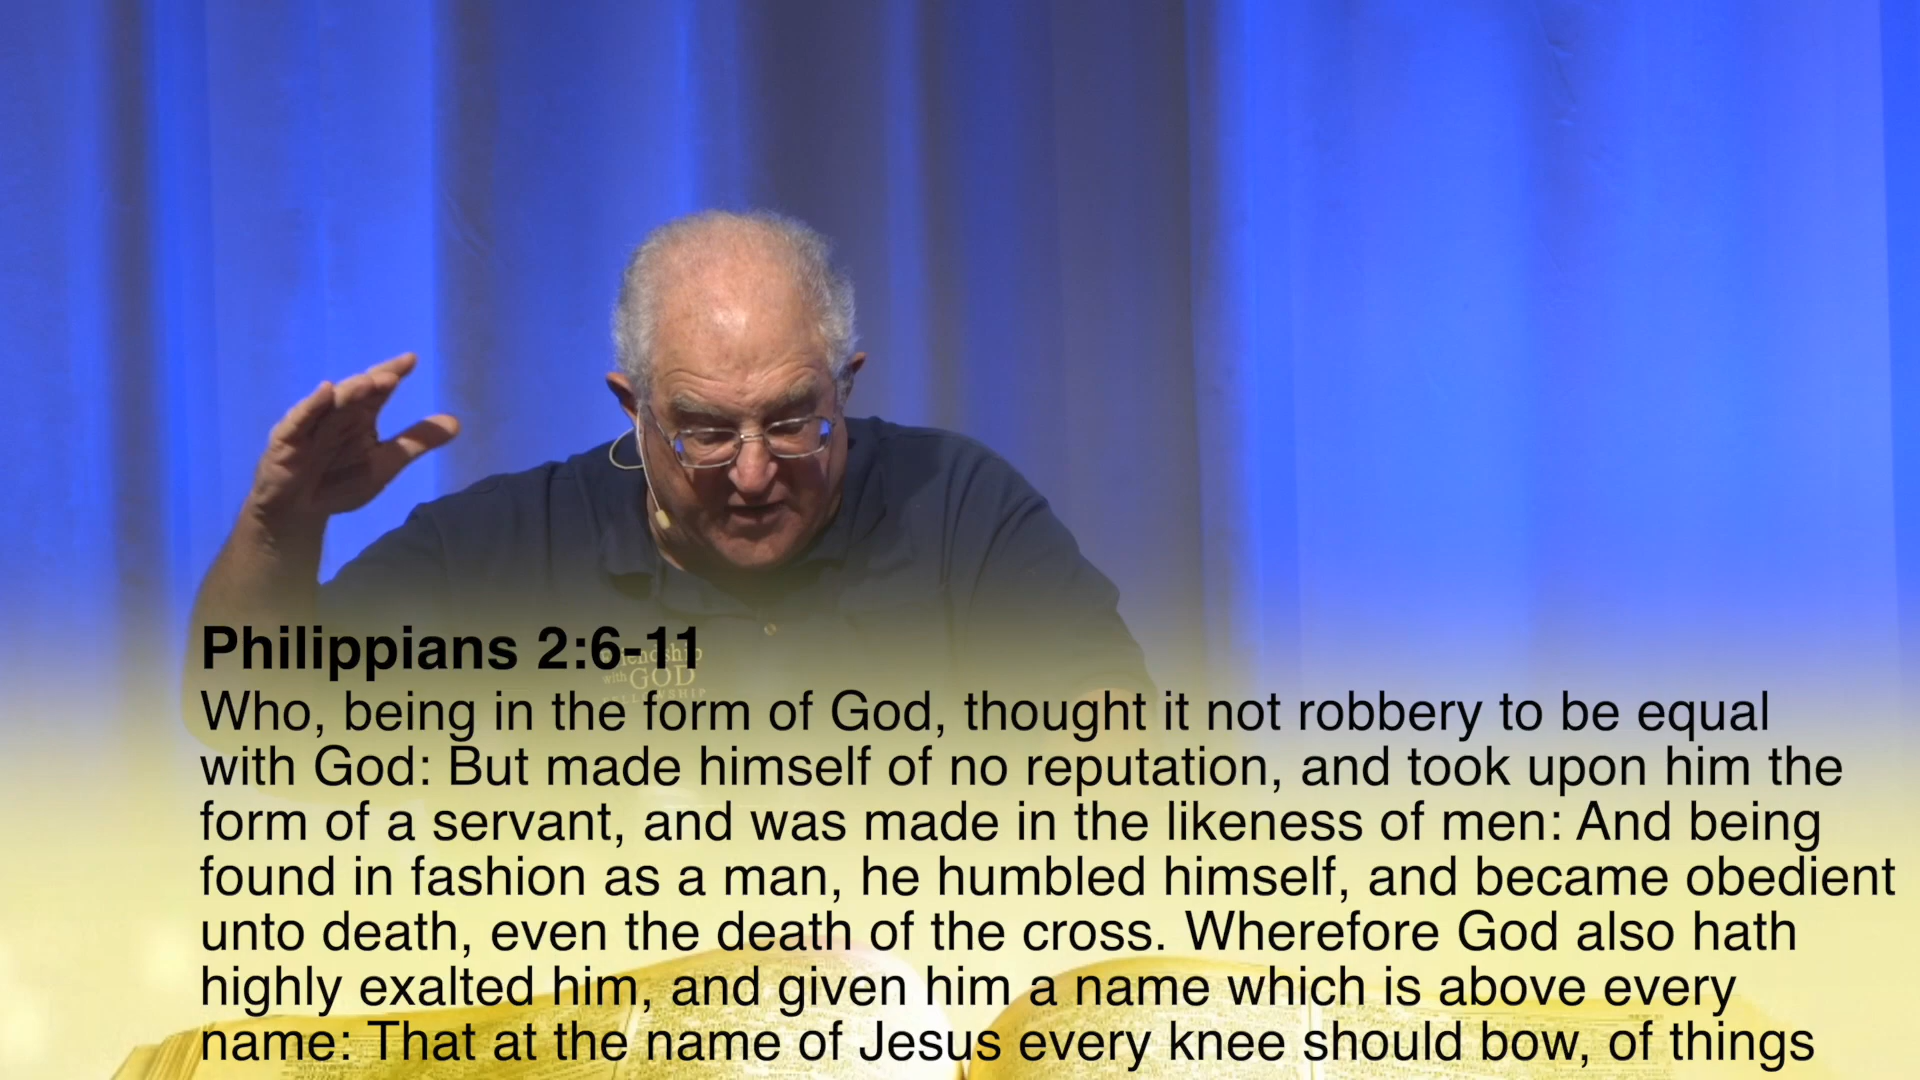 Philippians 2:6-11
Friendship
with GOD
FELLOWSHIP
Who, being in the form of God, thought it not robbery to be equal
with God: But made himself of no reputation, and took upon him the
form of a servant, and was made in the likeness of men: And being
found in fashion as a man, he humbled himself, and became obedient
unto death, even the death of the cross. Wherefore God also hath
highly exalted him, and given him a name which is above every
name: That at the name of Jesus every knee should bow, of things